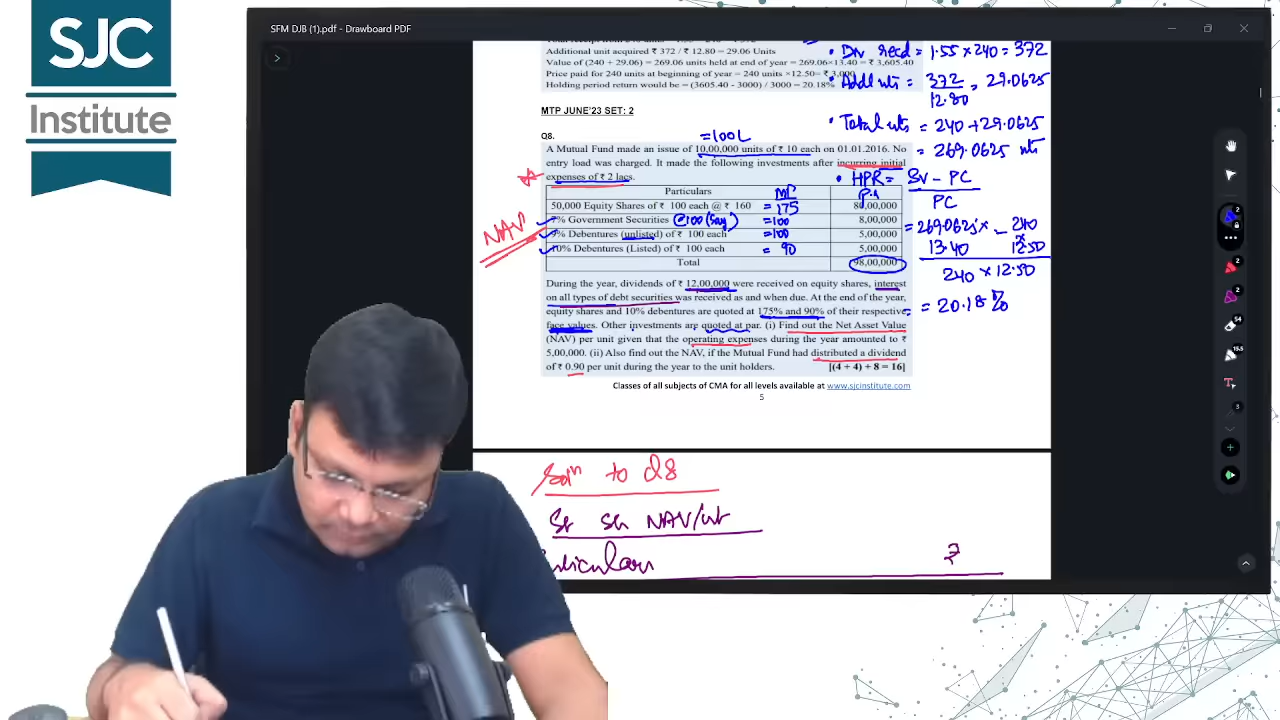 SJC
Institute
SFM DJB (1).pdf - Drawboard PDF
Additional unit acquired ₹ 372 / ₹ 12.80 = 29.06 Units
Value of (240 + 29.06) = 269.06 units held at end of year = 269.06×13.40 = ₹ 3,605.40
Price paid for 240 units at beginning of year = 240 units ×12.50= ₹ 3,000
Holding period return would be = (3605.40 - 3000) / 3000 = 20.18%
• Div recd = 1.55 × 240 = 372
• Addl uts = 372 / 12.80 = 29.0625
• Total uts = 240 + 29.0625
= 269.0625 uts
• HPR = SV - PC / PC
= 269.0625 × 13.40 - 240 × 12.50
240 × 12.50
= 20.18%
MTP JUNE'23 SET: 2
Q8.
=100L
A Mutual Fund made an issue of 10,00,000 units of ₹ 10 each on 01.01.2016. No
entry load was charged. It made the following investments after incurring initial
expenses of ₹ 2 lacs.
NAV
Particulars MP P.V
50,000 Equity Shares of ₹ 100 each @ ₹ 160 = 175 80,00,000
7% Government Securities @100 (Say) =100 8,00,000
9% Debentures (unlisted) of ₹ 100 each =100 5,00,000
10% Debentures (Listed) of ₹ 100 each = 90 5,00,000
Total 98,00,000
During the year, dividends of ₹ 12,00,000 were received on equity shares, interest
on all types of debt securities was received as and when due. At the end of the year,
equity shares and 10% debentures are quoted at 175% and 90% of their respective
face values. Other investments are quoted at par. (i) Find out the Net Asset Value
(NAV) per unit given that the operating expenses during the year amounted to ₹
5,00,000. (ii) Also find out the NAV, if the Mutual Fund had distributed a dividend
of ₹ 0.90 per unit during the year to the unit holders. [(4 + 4) + 8 = 16]
Classes of all subjects of CMA for all levels available at www.sjcinstitute.com
5
Soln to Q8
St sh NAV/ut
ticulars ₹